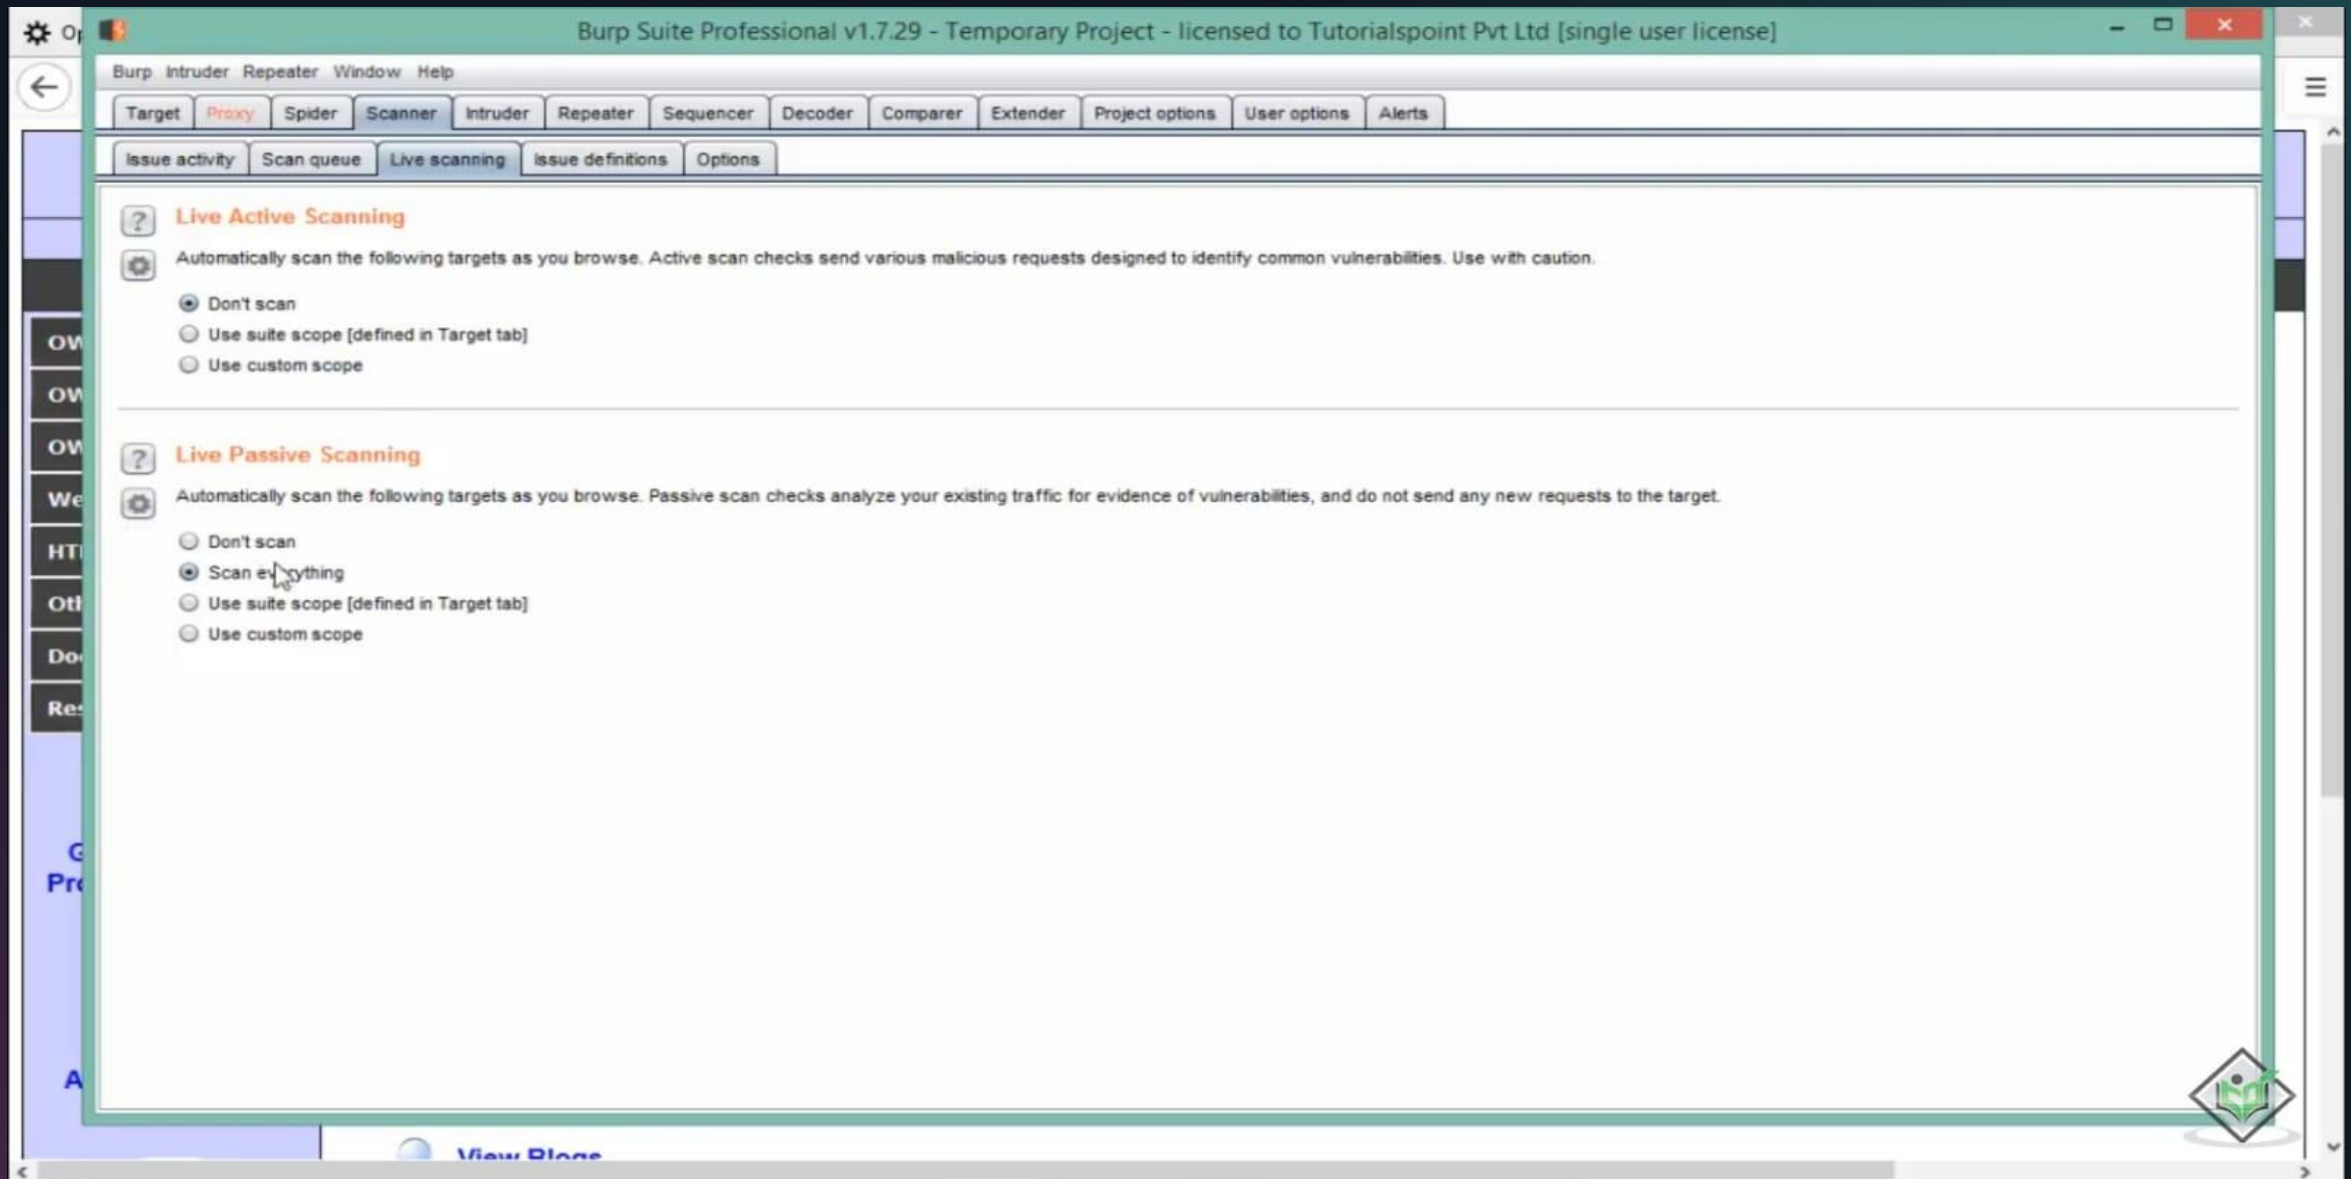 Burp Suite Professional v1.7.29 - Temporary Project - licensed to Tutorialspoint Pvt Ltd [single user license]
Burp Intruder Repeater Window Help
Target Proxy Spider Scanner Intruder Repeater Sequencer Decoder Comparer Extender Project options User options Alerts
Issue activity Scan queue Live scanning Issue definitions Options
Live Active Scanning
Automatically scan the following targets as you browse. Active scan checks send various malicious requests designed to identify common vulnerabilities. Use with caution.
Don't scan
Use suite scope [defined in Target tab]
Use custom scope
Live Passive Scanning
Automatically scan the following targets as you browse. Passive scan checks analyze your existing traffic for evidence of vulnerabilities, and do not send any new requests to the target.
Don't scan
Scan everything
Use suite scope [defined in Target tab]
Use custom scope
View Blogs